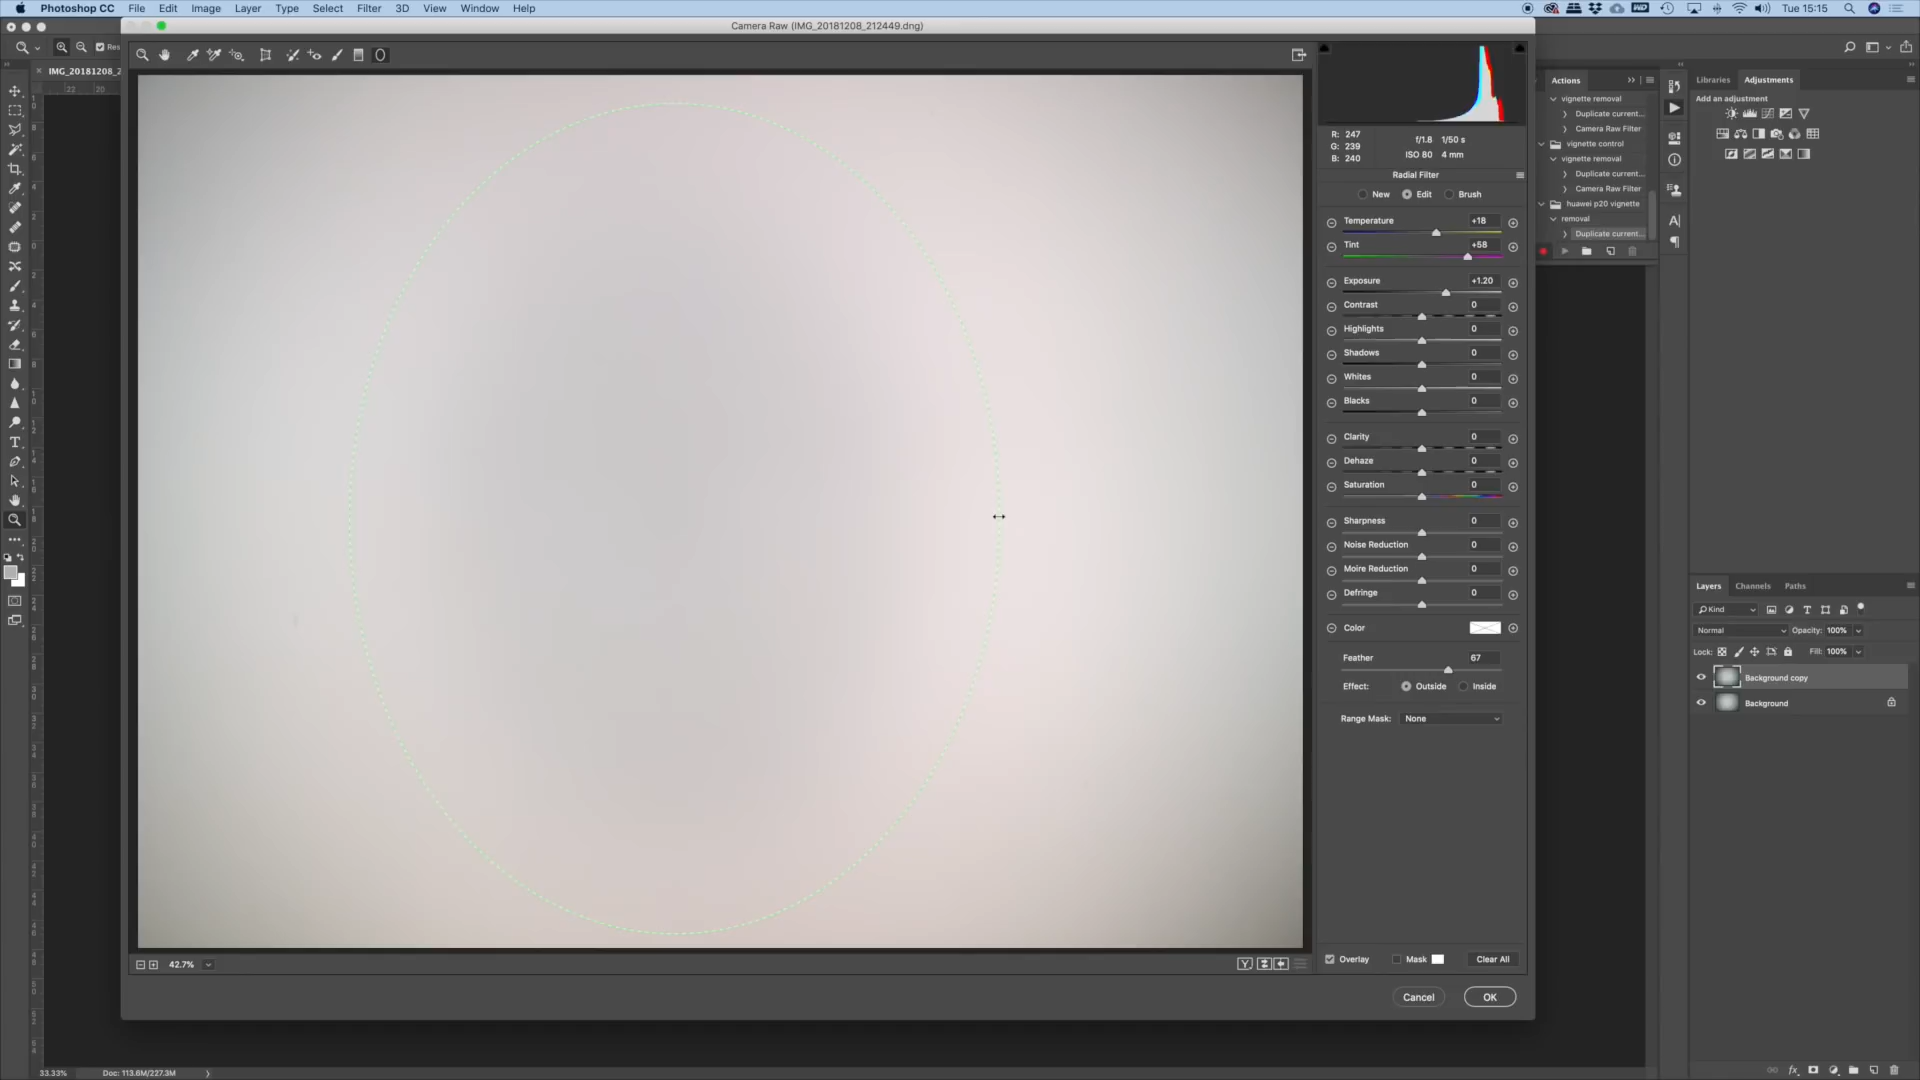 Photoshop CC File Edit Image Layer Type Select Filter 3D View Window Help Tue 15:15
Camera Raw (IMG_20181208_212449.dng)
IMG_20181208_2
22 20
R: 247
G: 239
B: 240
f/1.8 1/50 s
ISO 80 4 mm
Radial Filter
New Edit Brush
Temperature +18
Tint +58
Exposure +1.20
Contrast 0
Highlights 0
Shadows 0
Whites 0
Blacks 0
Clarity 0
Dehaze 0
Saturation 0
Sharpness 0
Noise Reduction 0
Moire Reduction 0
Defringe 0
Color
Feather 67
Effect: Outside Inside
Range Mask: None
Overlay Mask Clear All
Cancel OK
42.7%
Actions
vignette removal
Duplicate current...
Camera Raw Filter
vignette control
vignette removal
Duplicate current...
Camera Raw Filter
huawei p20 vignette
removal
Duplicate current...
Libraries Adjustments
Add an adjustment
Layers Channels Paths
Kind
Normal Opacity: 100%
Lock: Fill: 100%
Background copy
Background
33.33% Doc: 113.6M/227.3M